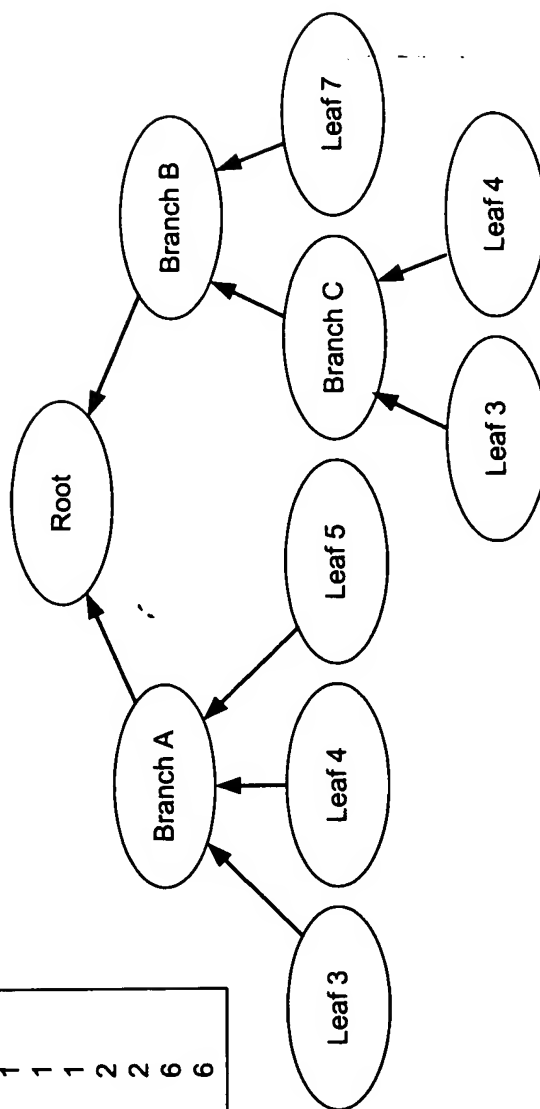 1
1
1
2
2
6
6
Root
Branch A
Branch B
Leaf 3
Leaf 4
Leaf 5
Branch C
Leaf 7
Leaf 3
Leaf 4